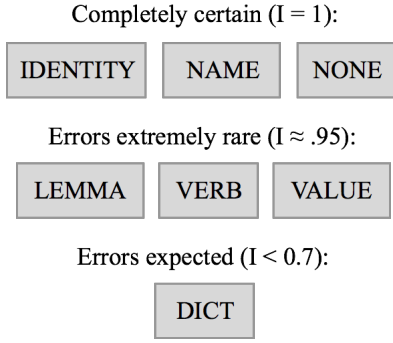 Completely certain (I = 1):
IDENTITY NAME NONE
Errors extremely rare (I ≈ .95):
LEMMA VERB VALUE
Errors expected (I < 0.7):
DICT